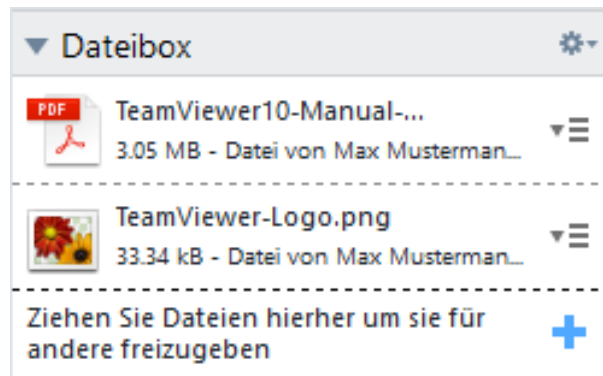 Dateibox
PDF
TeamViewer10-Manual-...
3.05 MB - Datei von Max Musterman...
TeamViewer-Logo.png
33.34 kB - Datei von Max Musterman...
Ziehen Sie Dateien hierher um sie für
andere freizugeben